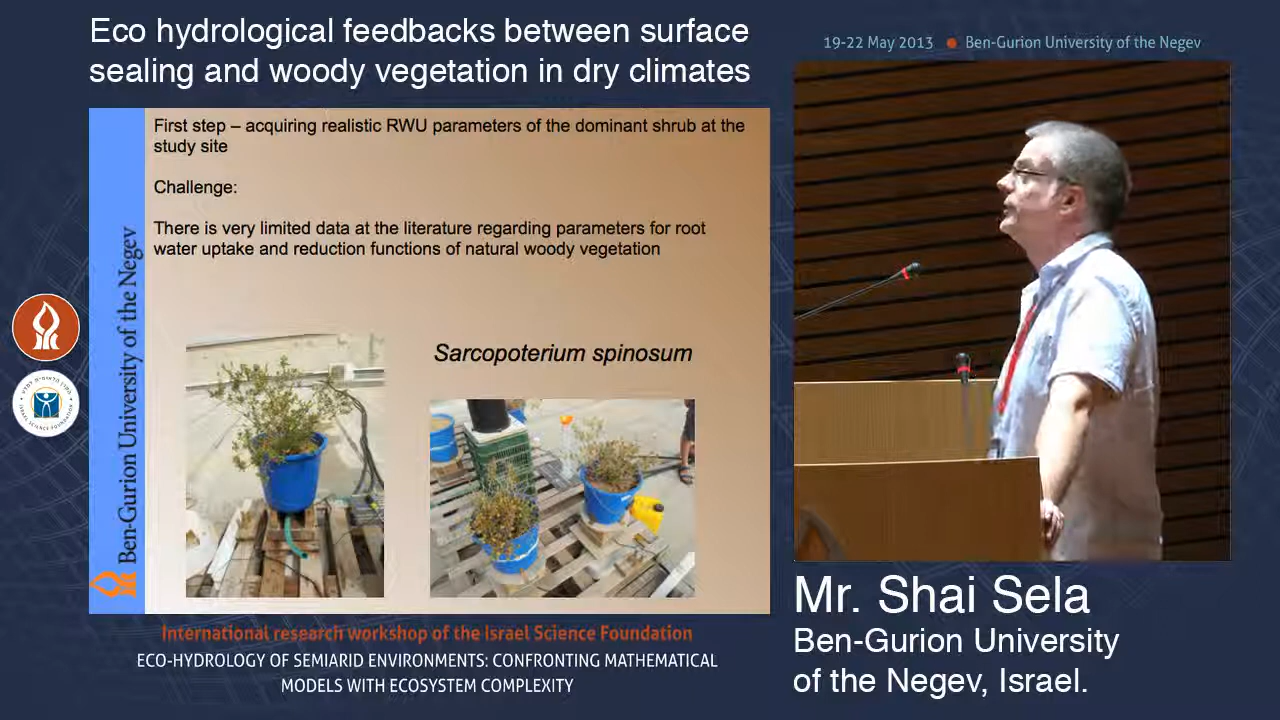 Eco hydrological feedbacks between surface
sealing and woody vegetation in dry climates
19-22 May 2013 ● Ben-Gurion University of the Negev
First step – acquiring realistic RWU parameters of the dominant shrub at the
study site
Challenge:
There is very limited data at the literature regarding parameters for root
water uptake and reduction functions of natural woody vegetation
Sarcopoterium spinosum
Ben-Gurion University of the Negev
International research workshop of the Israel Science Foundation
ECO-HYDROLOGY OF SEMIARID ENVIRONMENTS: CONFRONTING MATHEMATICAL
MODELS WITH ECOSYSTEM COMPLEXITY
Mr. Shai Sela
Ben-Gurion University
of the Negev, Israel.